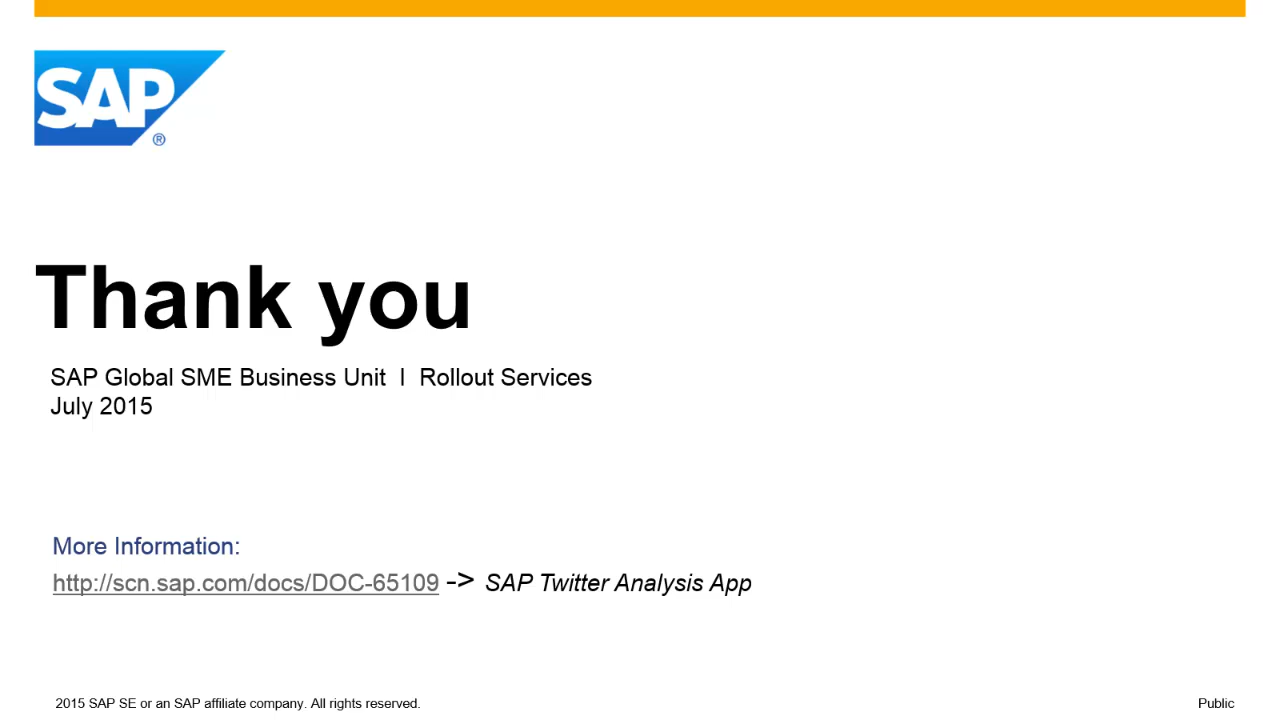 SAP
®
Thank you
SAP Global SME Business Unit l Rollout Services
July 2015
More Information:
http://scn.sap.com/docs/DOC-65109 -> SAP Twitter Analysis App
2015 SAP SE or an SAP affiliate company. All rights reserved.
Public